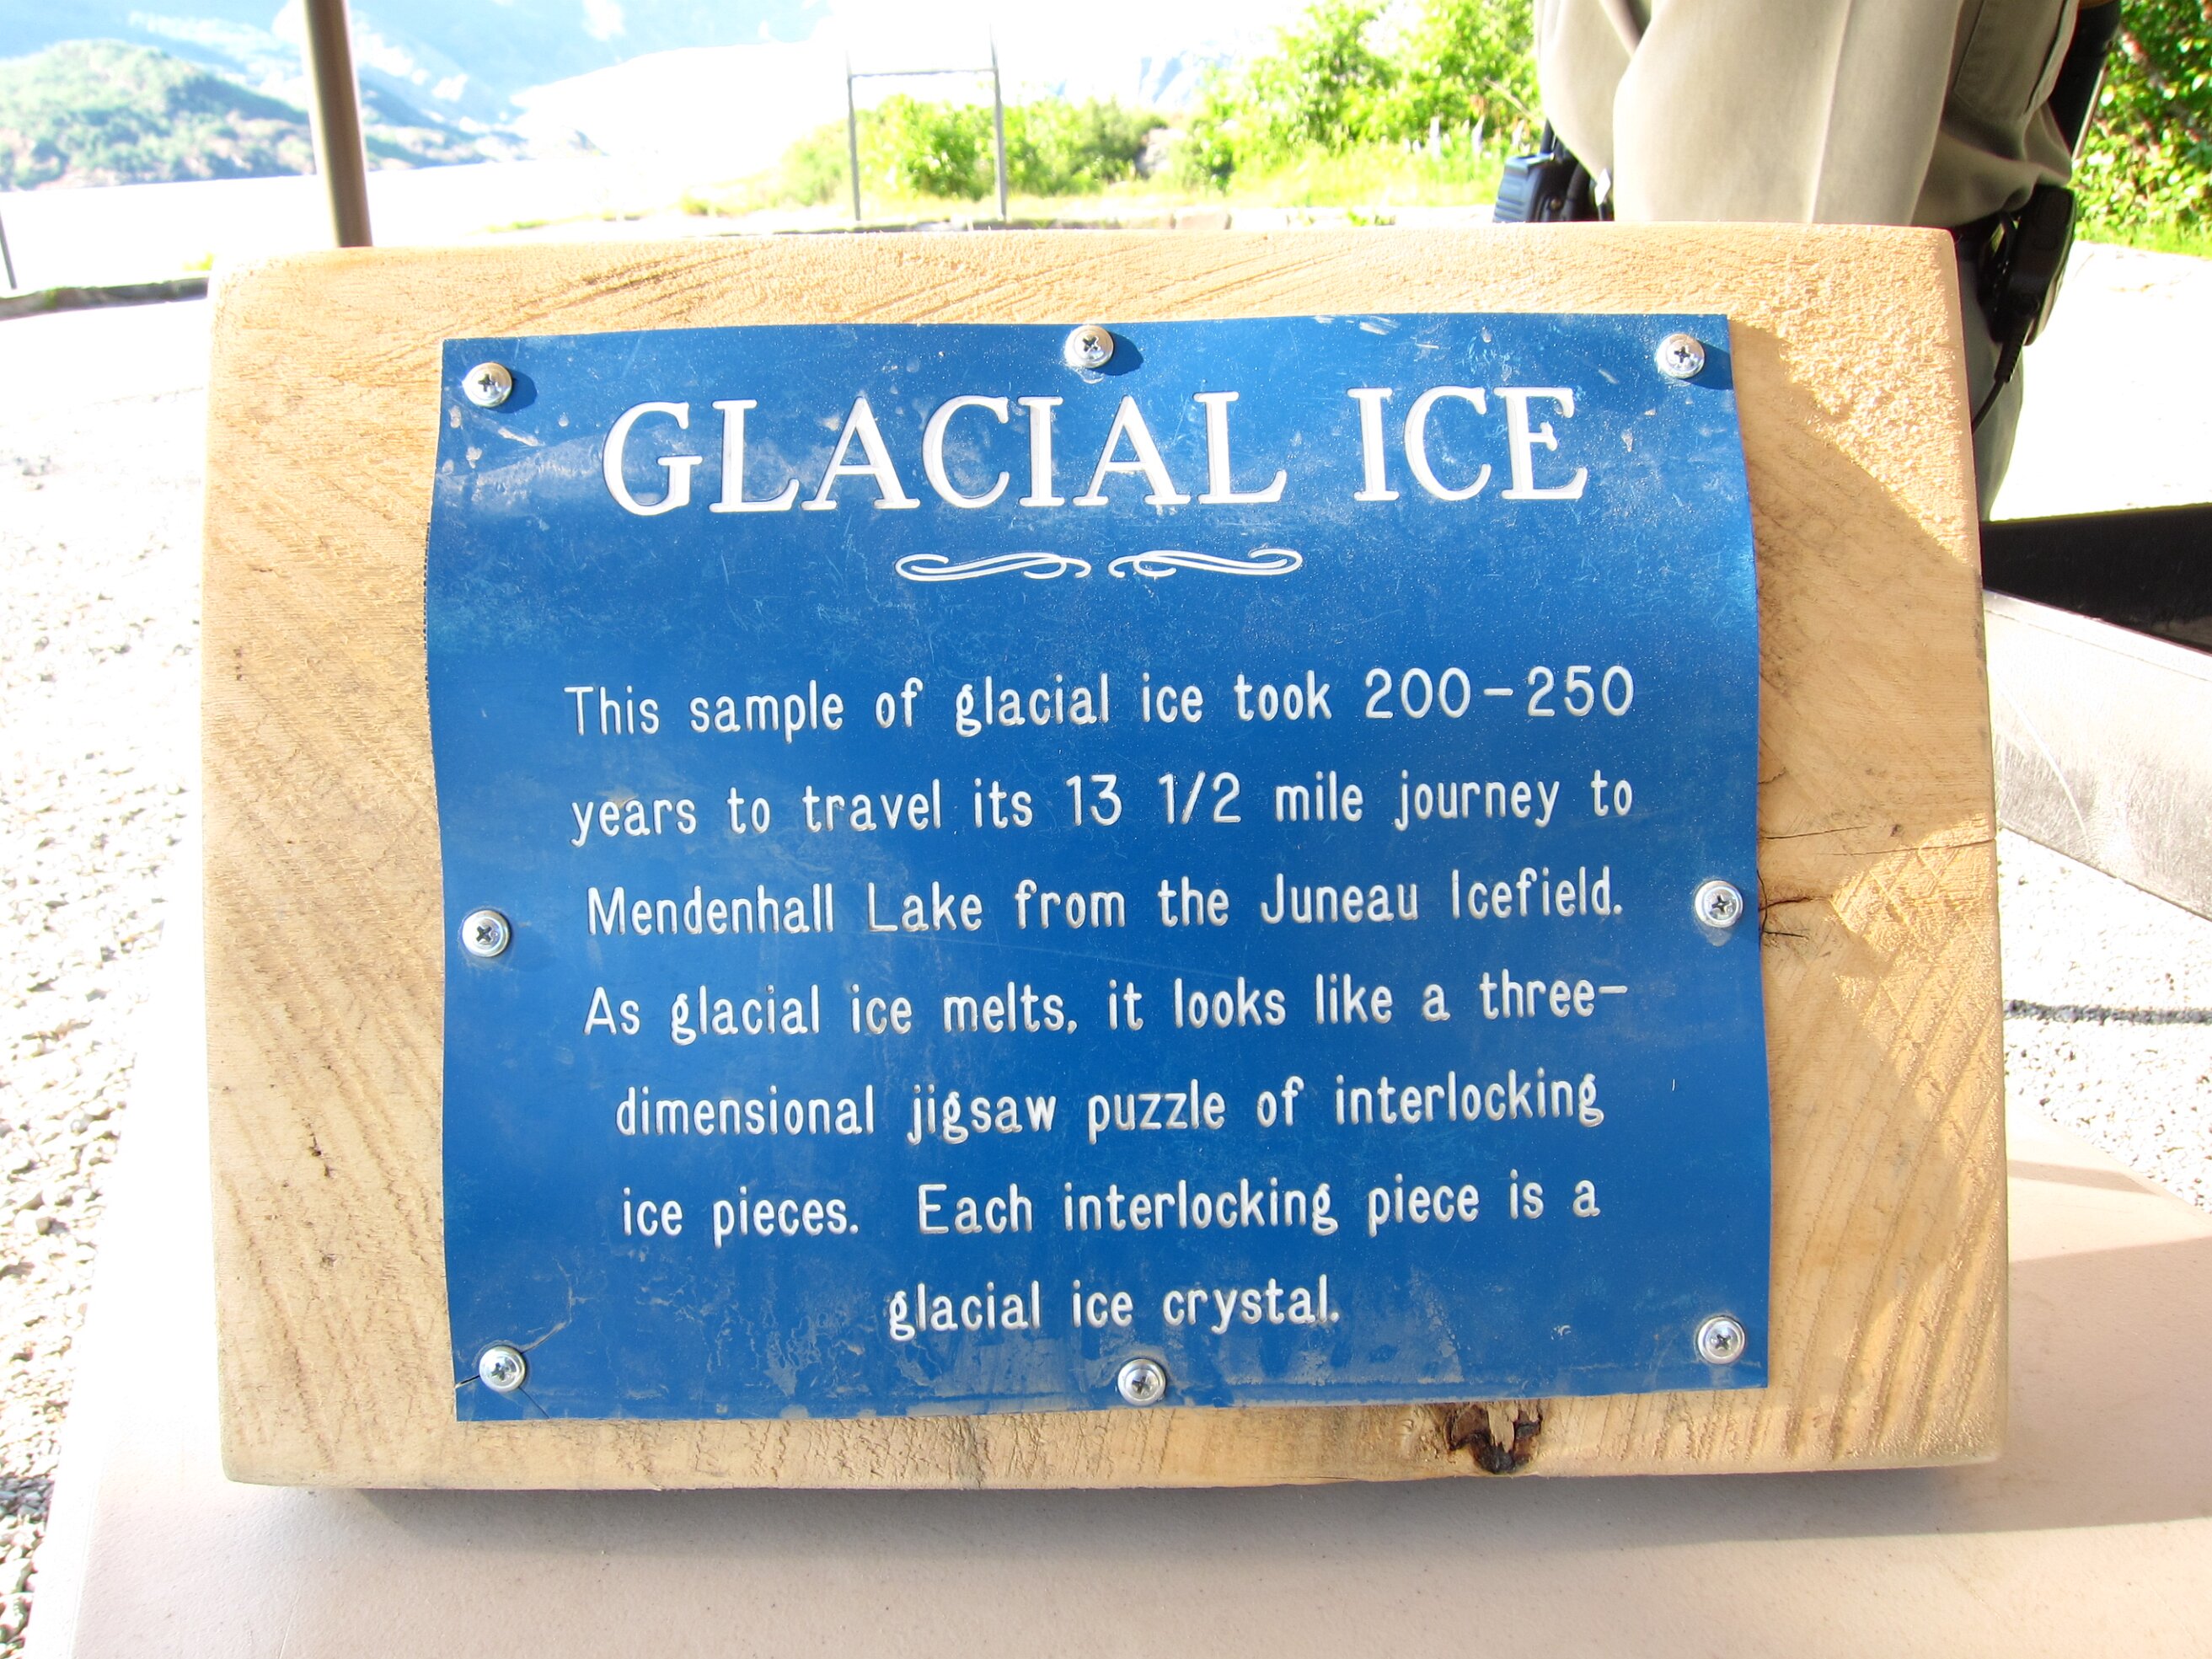 GLACIAL ICE
This sample of glacial ice took 200-250
years to travel its 13 1/2 mile journey to
Mendenhall Lake from the Juneau Icefield.
As glacial ice melts, it looks like a three-
dimensional jigsaw puzzle of interlocking
ice pieces. Each interlocking piece is a
glacial ice crystal.